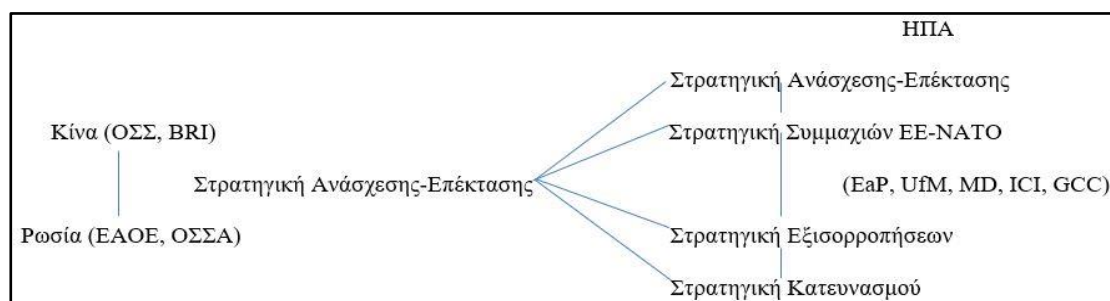 ΗΠΑ
Στρατηγική Ανάσχεσης-Επέκτασης
Κίνα (ΟΣΣ, BRI)
Στρατηγική Συμμαχιών ΕΕ-ΝΑΤΟ
Στρατηγική Ανάσχεσης-Επέκτασης
(EaP, UfM, MD, ICI, GCC)
Ρωσία (ΕΑΟΕ, ΟΣΣΑ)
Στρατηγική Εξισορροπήσεων
Στρατηγική Κατευνασμού